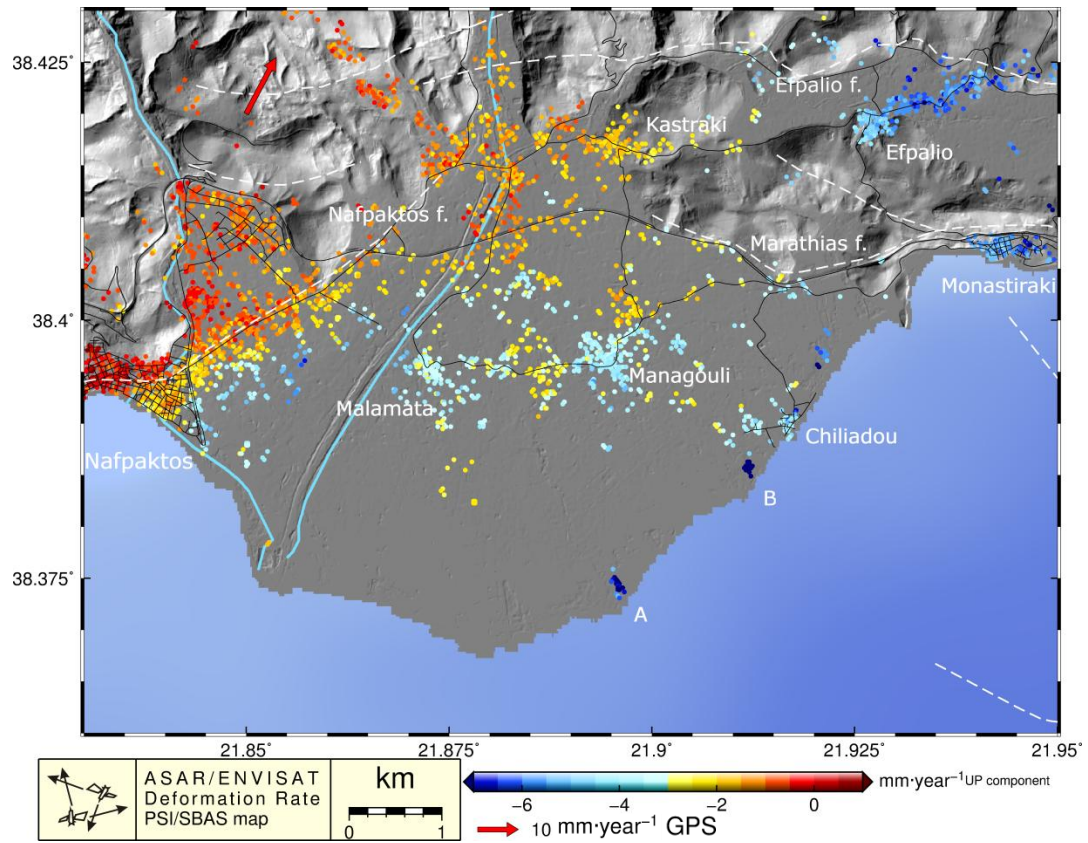 38.425°
Efpalio f.
Kastraki
Efpalio
Nafpaktos f.
Marathias f.
Monastiraki
38.4°
Managouli
Malamata
Chiliadou
Nafpaktos
B
38.375°
A
21.85° 21.875° 21.9° 21.925° 21.95°
ASAR/ENVISAT
Deformation Rate
PSI/SBAS map
km
0 1
−6 −4 −2 0
mm·year⁻¹ UP component
10 mm·year⁻¹ GPS